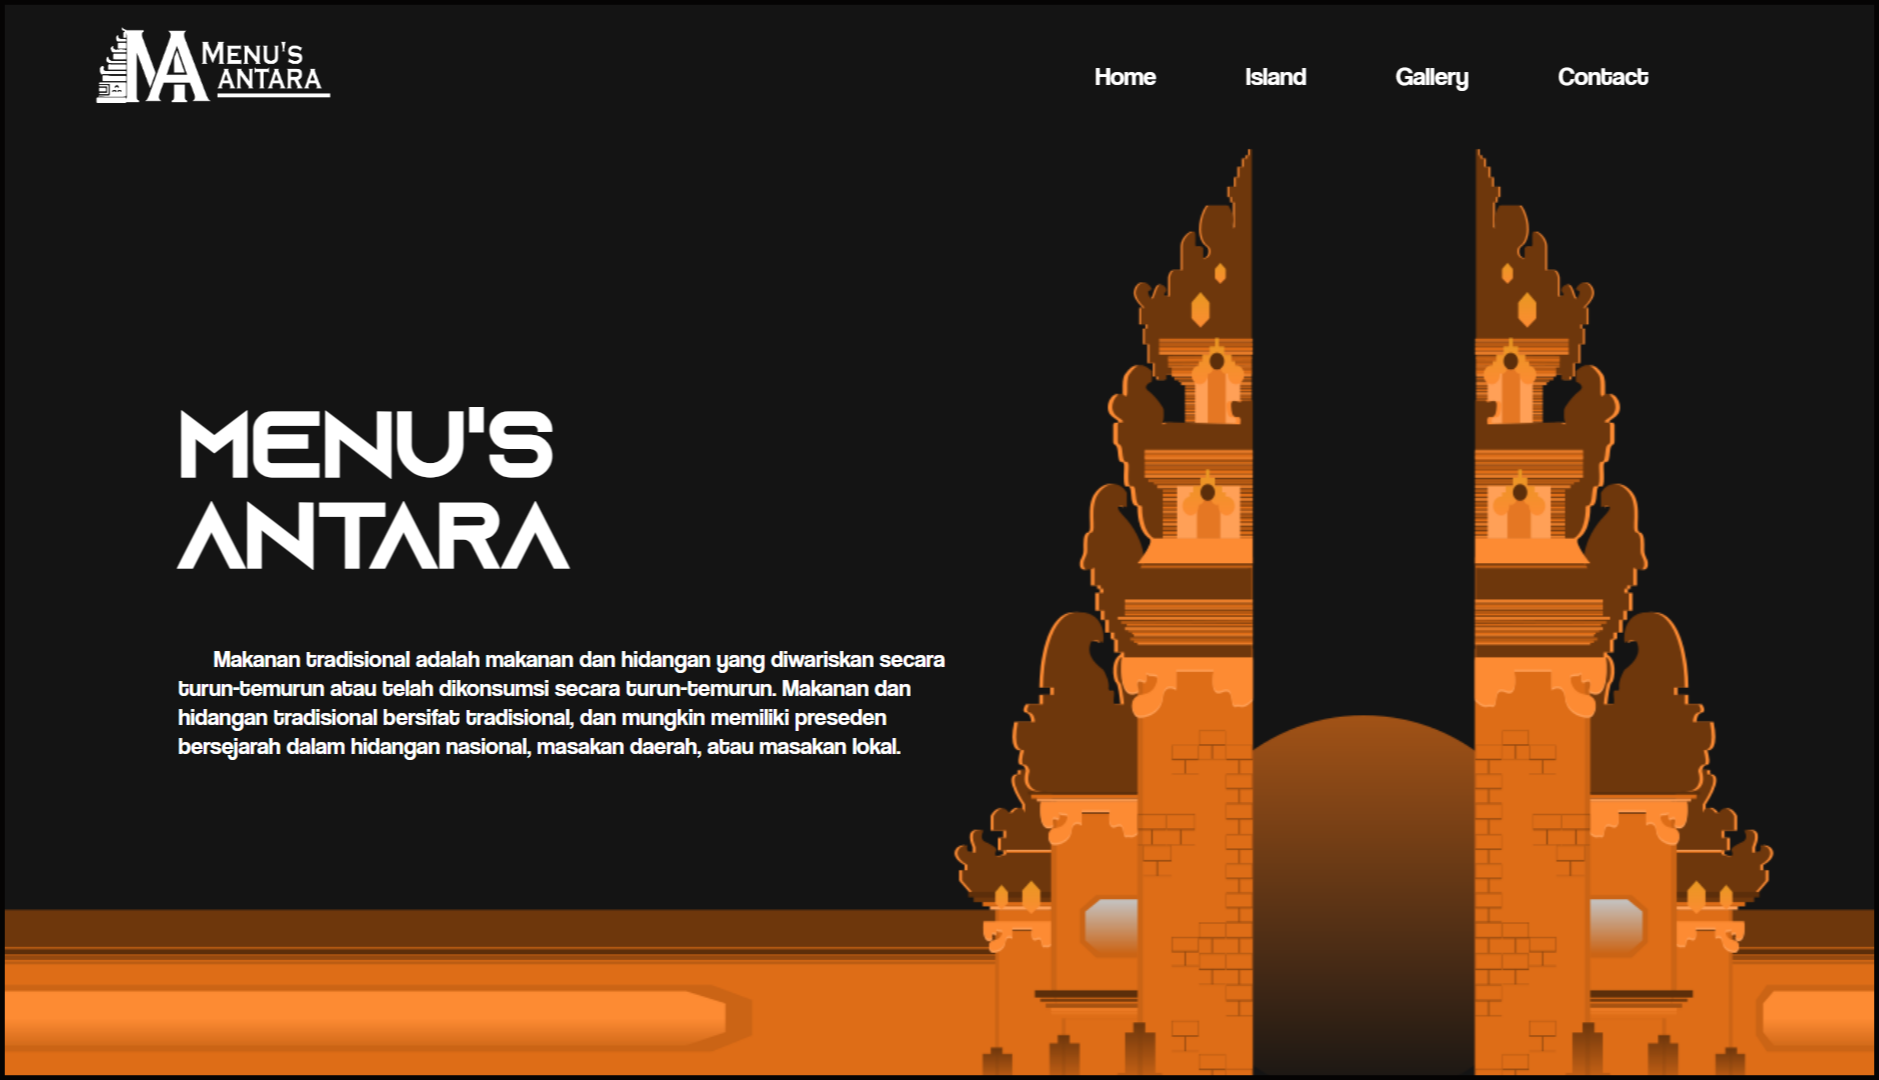 MENU'S
ANTARA
Home Island Gallery Contact
MENU'S
ANTARA
Makanan tradisional adalah makanan dan hidangan yang diwariskan secara
turun-temurun atau telah dikonsumsi secara turun-temurun. Makanan dan
hidangan tradisional bersifat tradisional, dan mungkin memiliki preseden
bersejarah dalam hidangan nasional, masakan daerah, atau masakan lokal.